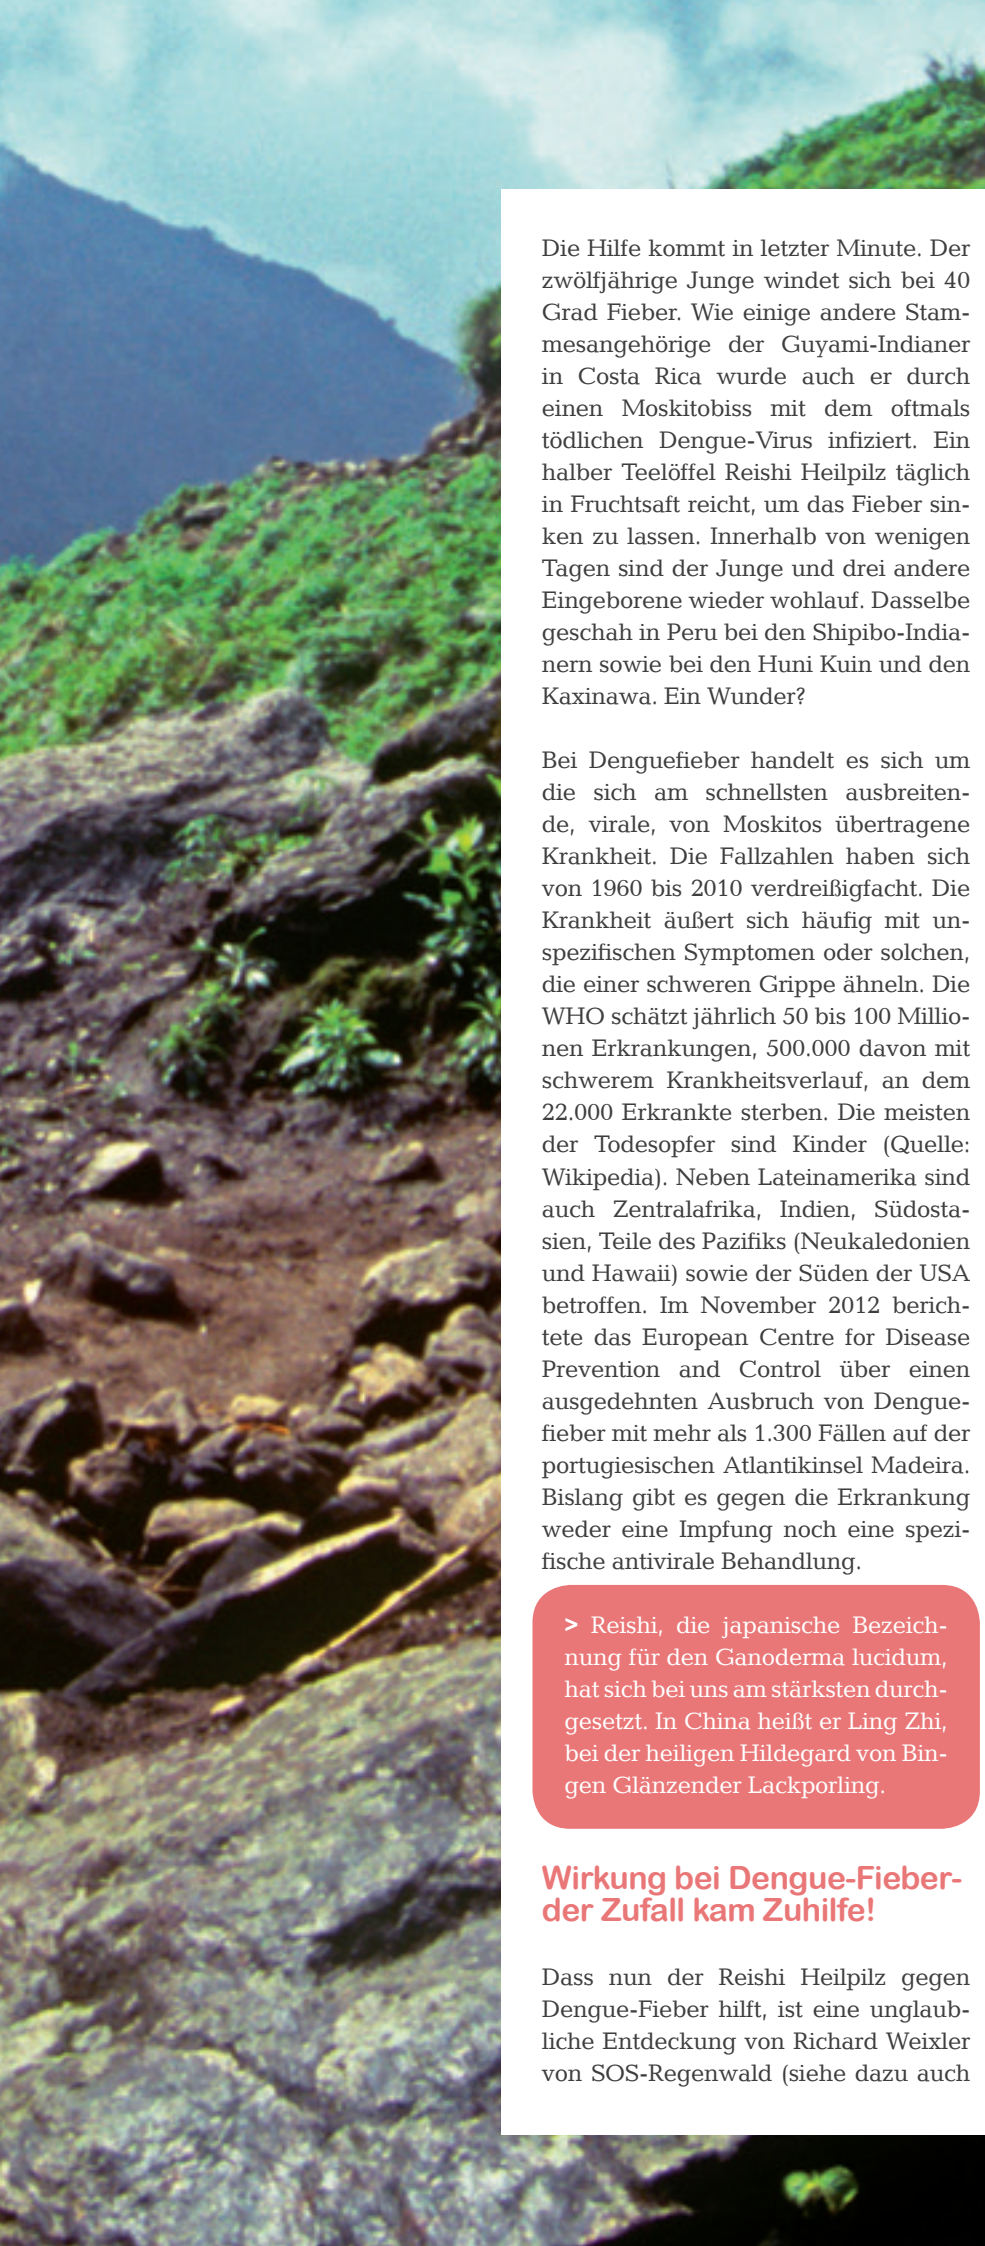 Die Hilfe kommt in letzter Minute. Der
zwölfjährige Junge windet sich bei 40
Grad Fieber. Wie einige andere Stam-
mesangehörige der Guyami-Indianer
in Costa Rica wurde auch er durch
einen Moskitobiss mit dem oftmals
tödlichen Dengue-Virus infiziert. Ein
halber Teelöffel Reishi Heilpilz täglich
in Fruchtsaft reicht, um das Fieber sin-
ken zu lassen. Innerhalb von wenigen
Tagen sind der Junge und drei andere
Eingeborene wieder wohlauf. Dasselbe
geschah in Peru bei den Shipibo-India-
nern sowie bei den Huni Kuin und den
Kaxinawa. Ein Wunder?
Bei Denguefieber handelt es sich um
die sich am schnellsten ausbreiten-
de, virale, von Moskitos übertragene
Krankheit. Die Fallzahlen haben sich
von 1960 bis 2010 verdreißigfacht. Die
Krankheit äußert sich häufig mit un-
spezifischen Symptomen oder solchen,
die einer schweren Grippe ähneln. Die
WHO schätzt jährlich 50 bis 100 Millio-
nen Erkrankungen, 500.000 davon mit
schwerem Krankheitsverlauf, an dem
22.000 Erkrankte sterben. Die meisten
der Todesopfer sind Kinder (Quelle:
Wikipedia). Neben Lateinamerika sind
auch Zentralafrika, Indien, Südosta-
sien, Teile des Pazifiks (Neukaledonien
und Hawaii) sowie der Süden der USA
betroffen. Im November 2012 berich-
tete das European Centre for Disease
Prevention and Control über einen
ausgedehnten Ausbruch von Dengue-
fieber mit mehr als 1.300 Fällen auf der
portugiesischen Atlantikinsel Madeira.
Bislang gibt es gegen die Erkrankung
weder eine Impfung noch eine spezi-
fische antivirale Behandlung.
> Reishi, die japanische Bezeich-
nung für den Ganoderma lucidum,
hat sich bei uns am stärksten durch-
gesetzt. In China heißt er Ling Zhi,
bei der heiligen Hildegard von Bin-
gen Glänzender Lackporling.
Wirkung bei Dengue-Fieber-
der Zufall kam Zuhilfe!
Dass nun der Reishi Heilpilz gegen
Dengue-Fieber hilft, ist eine unglaub-
liche Entdeckung von Richard Weixler
von SOS-Regenwald (siehe dazu auch